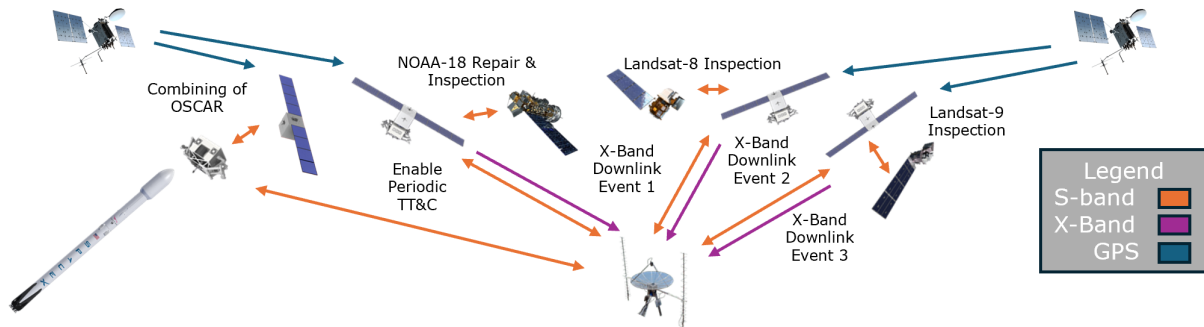 NOAA-18 Repair &
Inspection
Landsat-8 Inspection
Combining of
OSCAR
Landsat-9
Inspection
X-Band
Downlink
Event 1
X-Band
Downlink
Event 2
Enable
Periodic
TT&C
X-Band
Downlink
Event 3
Legend
S-band
X-Band
GPS